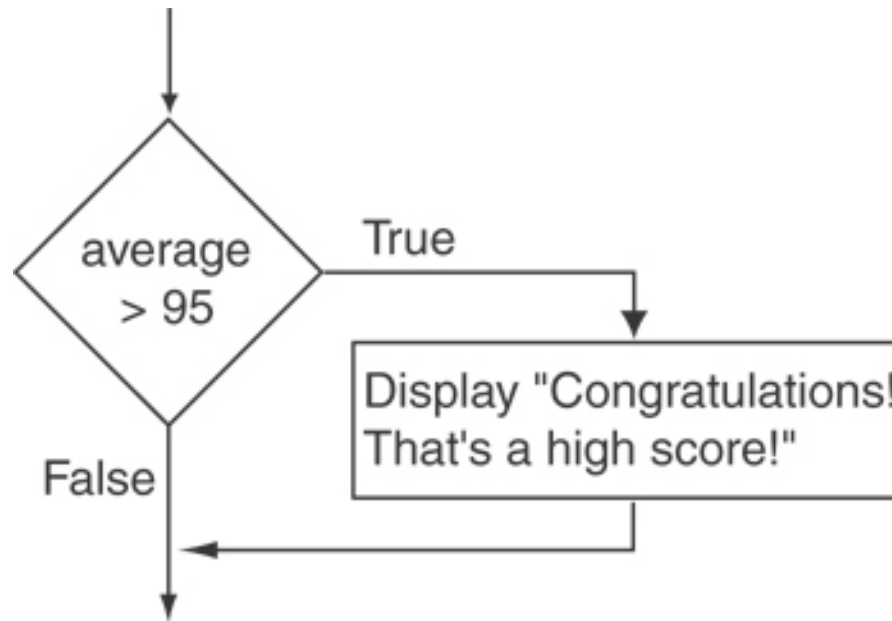 average
> 95
True
Display "Congratulations!
That's a high score!"
False